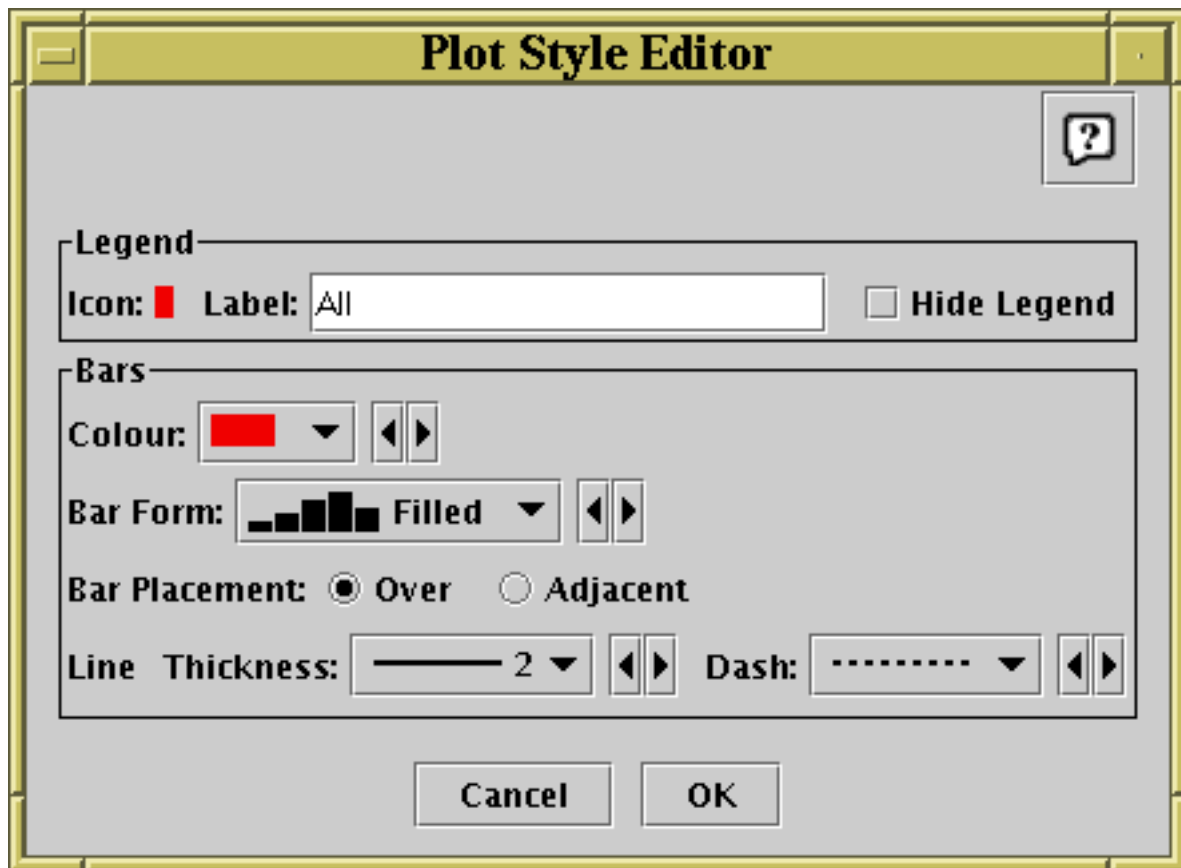 Plot Style Editor
?
Legend
Icon: Label: All Hide Legend
Bars
Colour:
Bar Form: Filled
Bar Placement: Over Adjacent
Line Thickness: 2 Dash:
Cancel OK